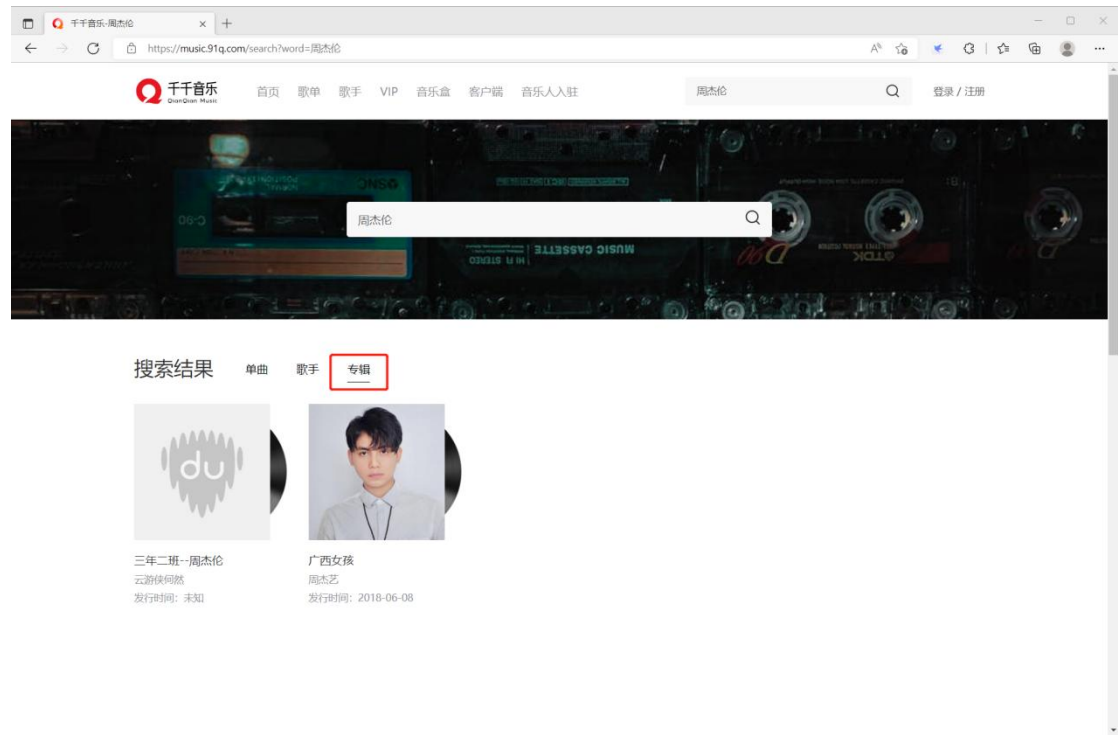 千千音乐-周杰伦
https://music.91q.com/search?word=周杰伦
千千音乐
QianQian Music
首页 歌单 歌手 VIP 音乐盒 客户端 音乐人入驻
周杰伦
登录 / 注册
周杰伦
搜索结果 单曲 歌手 专辑
du
三年二班--周杰伦
云游侠何然
发行时间：未知
广西女孩
周杰艺
发行时间：2018-06-08